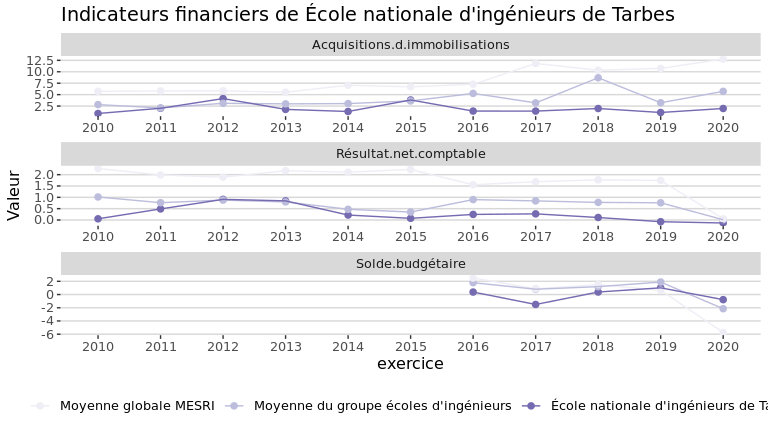 Indicateurs financiers de École nationale d'ingénieurs de Tarbes
Acquisitions.d.immobilisations
12.5
10.0
7.5
5.0
2.5
2010 2011 2012 2013 2014 2015 2016 2017 2018 2019 2020
Résultat.net.comptable
2.0
1.5
1.0
0.5
0.0
2010 2011 2012 2013 2014 2015 2016 2017 2018 2019 2020
Solde.budgétaire
2
0
-2
-4
-6
2010 2011 2012 2013 2014 2015 2016 2017 2018 2019 2020
Valeur
exercice
Moyenne globale MESRI Moyenne du groupe écoles d'ingénieurs École nationale d'ingénieurs de Ta